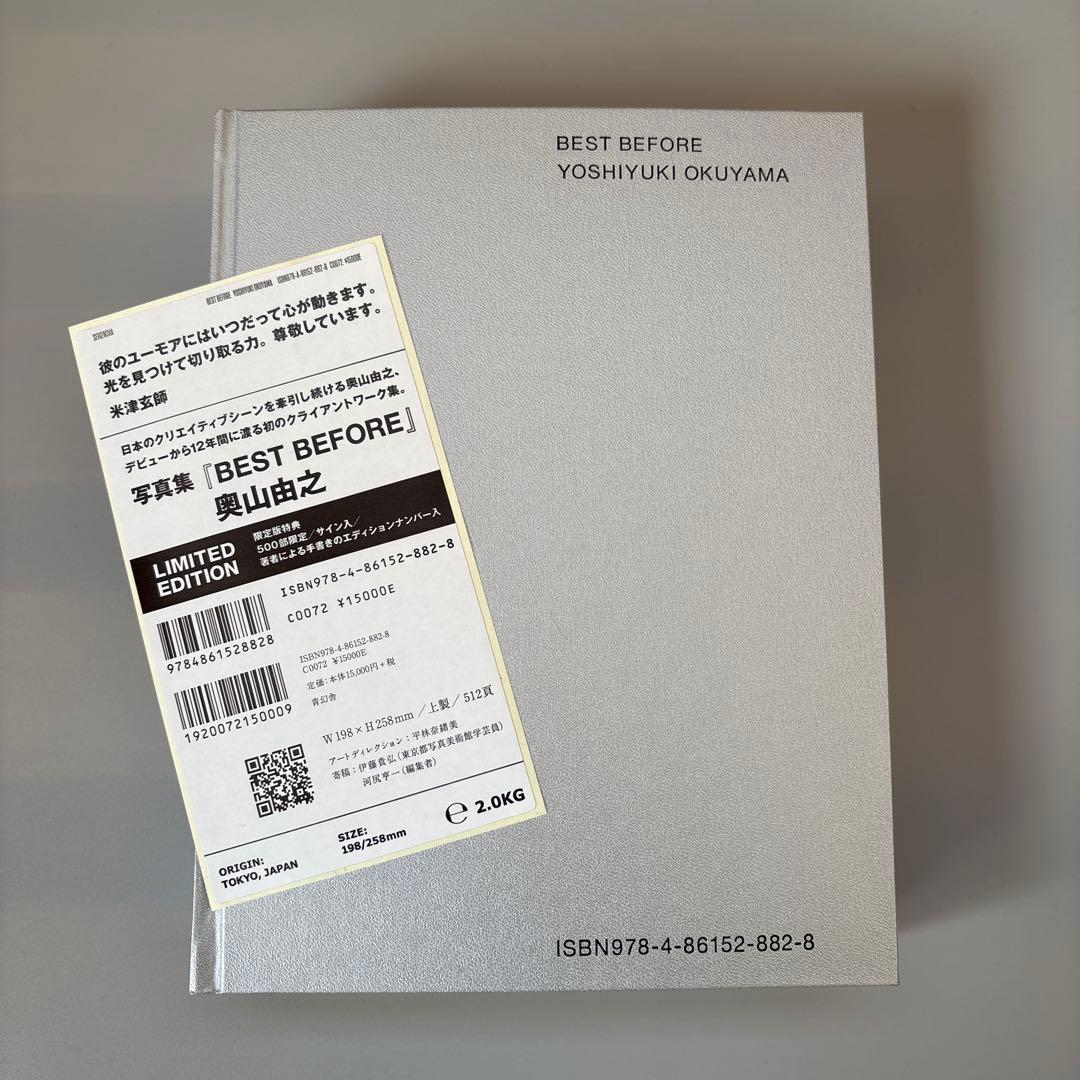 BEST BEFORE
YOSHIYUKI OKUYAMA
SEIGENSHA
BEST BEFORE YOSHIYUKI OKUYAMA ISBN978-4-86152-882-8 C0072 ¥15000E
彼のユーモアにはいつだって心が動きます。
光を見つけて切り取る力。尊敬しています。
米津玄師
日本のクリエイティブシーンを牽引し続ける奥山由之、
デビューから12年間に渡る初のクライアントワーク集。
写真集『BEST BEFORE』
奥山由之
LIMITED
EDITION
限定版特典
500部限定/サイン入/
著者による手書きのエディションナンバー入
ISBN978-4-86152-882-8
C0072 ¥15000E
9784861528828
1920072150009
ISBN978-4-86152-882-8
C0072 ¥15000E
定価:本体15,000円+税
青幻舎
W198×H258mm/上製/512頁
アートディレクション:平林奈緒美
寄稿:伊藤貴弘(東京都写真美術館学芸員)
河尻亨一(編集者)
ORIGIN:
TOKYO, JAPAN
SIZE:
198/258mm
℮ 2.0KG
ISBN978-4-86152-882-8